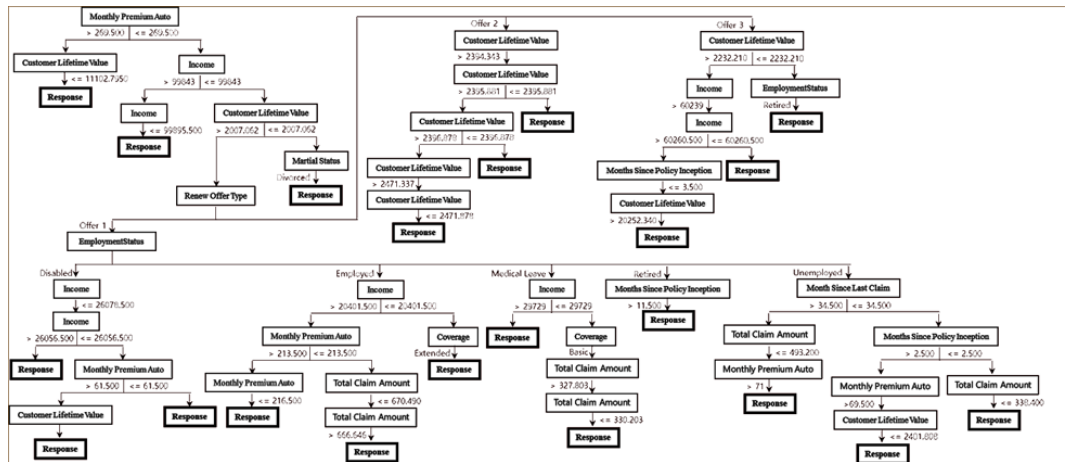 Monthly Premium Auto
> 269.500 <= 269.500
Customer Lifetime Value
<= 11102.7950
Response
Income
> 99843 <= 99843
Income
<= 99895.500
Response
Customer Lifetime Value
> 2007.062 <= 2007.062
Martial Status
Divorced
Response
Renew Offer Type
Offer 2
Customer Lifetime Value
> 2394.343
Customer Lifetime Value
> 2395.881 <= 2395.881
Customer Lifetime Value
Response
> 2396.878 <= 2396.878
Customer Lifetime Value
Response
> 2471.337
Customer Lifetime Value
<= 2471.878
Response
Offer 3
Customer Lifetime Value
> 2232.210 <= 2232.210
Income
EmploymentStatus
> 60239
Retired
Income
Response
> 60260.500 <= 60260.500
Months Since Policy Inception
Response
<= 3.500
Customer Lifetime Value
> 20252.340
Response
Offer 1
EmploymentStatus
Disabled
Income
<= 26078.500
Income
> 26056.500 <= 26056.500
Response
Monthly Premium Auto
> 61.500 <= 61.500
Customer Lifetime Value
Response
Response
Employed
Income
> 20401.500 <= 20401.500
Monthly Premium Auto
Coverage
> 213.500 <= 213.500
Extended
Monthly Premium Auto
Total Claim Amount
Response
<= 216.500
<= 670.490
Response
Total Claim Amount
> 666.646
Response
Medical Leave
Income
> 29729 <= 29729
Response
Coverage
Basic
Total Claim Amount
> 327.803
Total Claim Amount
<= 330.203
Response
Retired
Months Since Policy Inception
> 11.500
Response
Unemployed
Month Since Last Claim
> 34.500 <= 34.500
Total Claim Amount
Months Since Policy Inception
<= 493.200
> 2.500 <= 2.500
Monthly Premium Auto
Monthly Premium Auto
Total Claim Amount
> 71
>69.500
<= 338.400
Response
Customer Lifetime Value
Response
<= 2401.808
Response